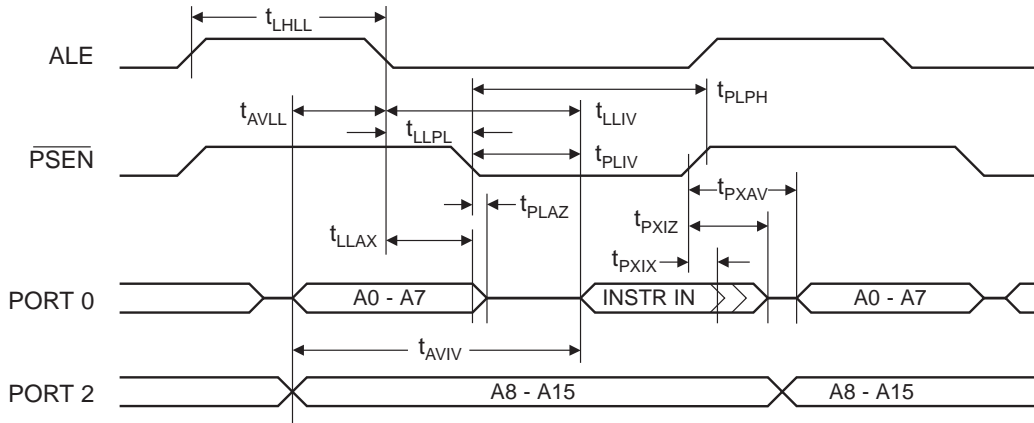 tLHLL
ALE
tPLPH
tAVLL
tLLIV
tLLPL
PSEN
tPLIV
tPXAV
tPLAZ
tPXIZ
tLLAX
tPXIX
PORT 0 A0 - A7 INSTR IN A0 - A7
tAVIV
PORT 2 A8 - A15 A8 - A15